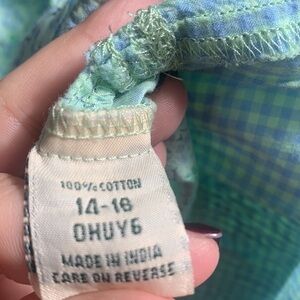 100% COTTON
14-16
OHUY6
MADE IN INDIA
CARE ON REVERSE